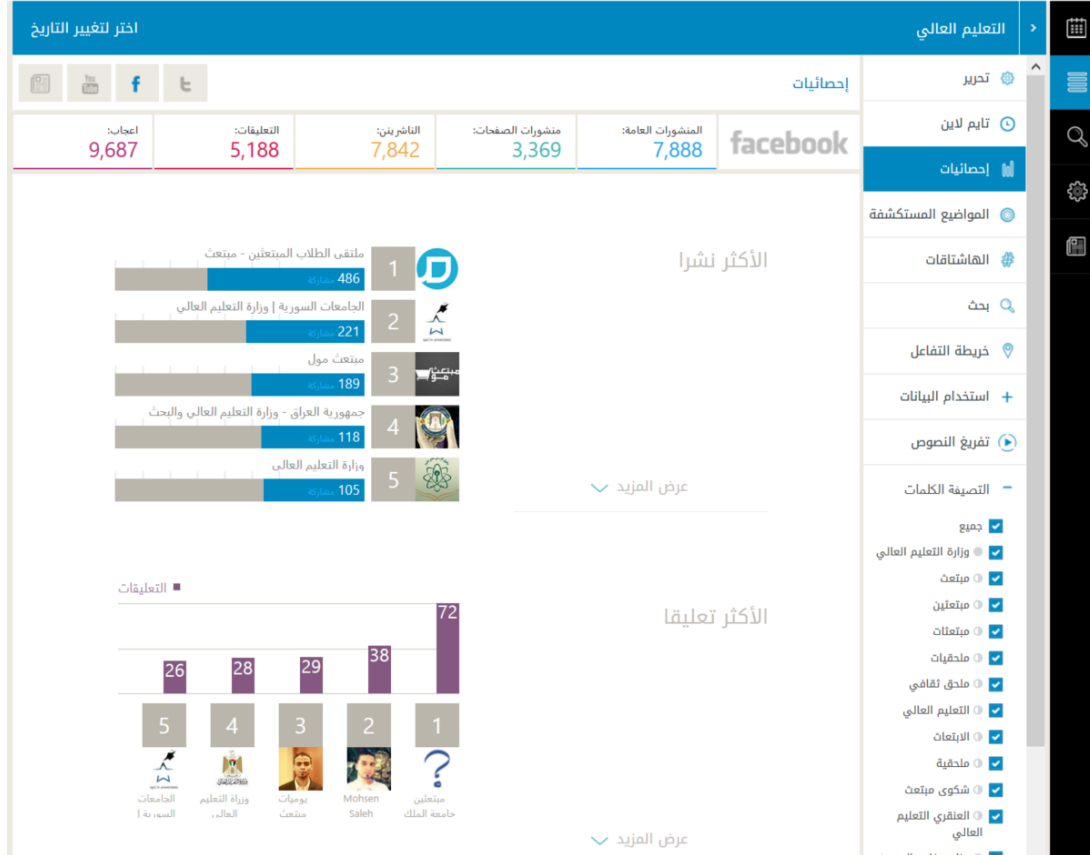 التعليم العالي
اختر لتغيير التاريخ
تحرير
تايم لاين
إحصائيات
المواضيع المستكشفة
الهاشتاقات
بحث
خريطة التفاعل
استخدام البيانات
تفريغ النصوص
التصيفة الكلمات
جميع
وزارة التعليم العالي
مبتعث
مبتعثين
مبتعثات
ملحقيات
ملحق ثقافي
التعليم العالي
الابتعاث
ملحقية
شكوى مبتعث
العنقري التعليم
العالي
إحصائيات
You
Tube
facebook
المنشورات العامة:
7,888
منشورات الصفحات:
3,369
الناشرينن:
7,842
التعليقات:
5,188
اعجاب:
9,687
الأكثر نشرا
ملتقى الطلاب المبتعثين - مبتعث
1
486 مشاركة
الجامعات السورية | وزارة التعليم العالي
2
221 مشاركة
مبتعث مول
3
189 مشاركة
جمهورية العراق - وزارة التعليم العالي والبحث
4
118 مشاركة
وزارة التعليم العالي
5
105 مشاركة
عرض المزيد
الأكثر تعليقا
التعليقات
72
38
29
28
26
1
2
3
4
5
مبتعثين
جامعة الملك
Mohsen
Saleh
يوميات
مبتعث
وزراة التعليم
العالي
الجامعات
السورية |
عرض المزيد